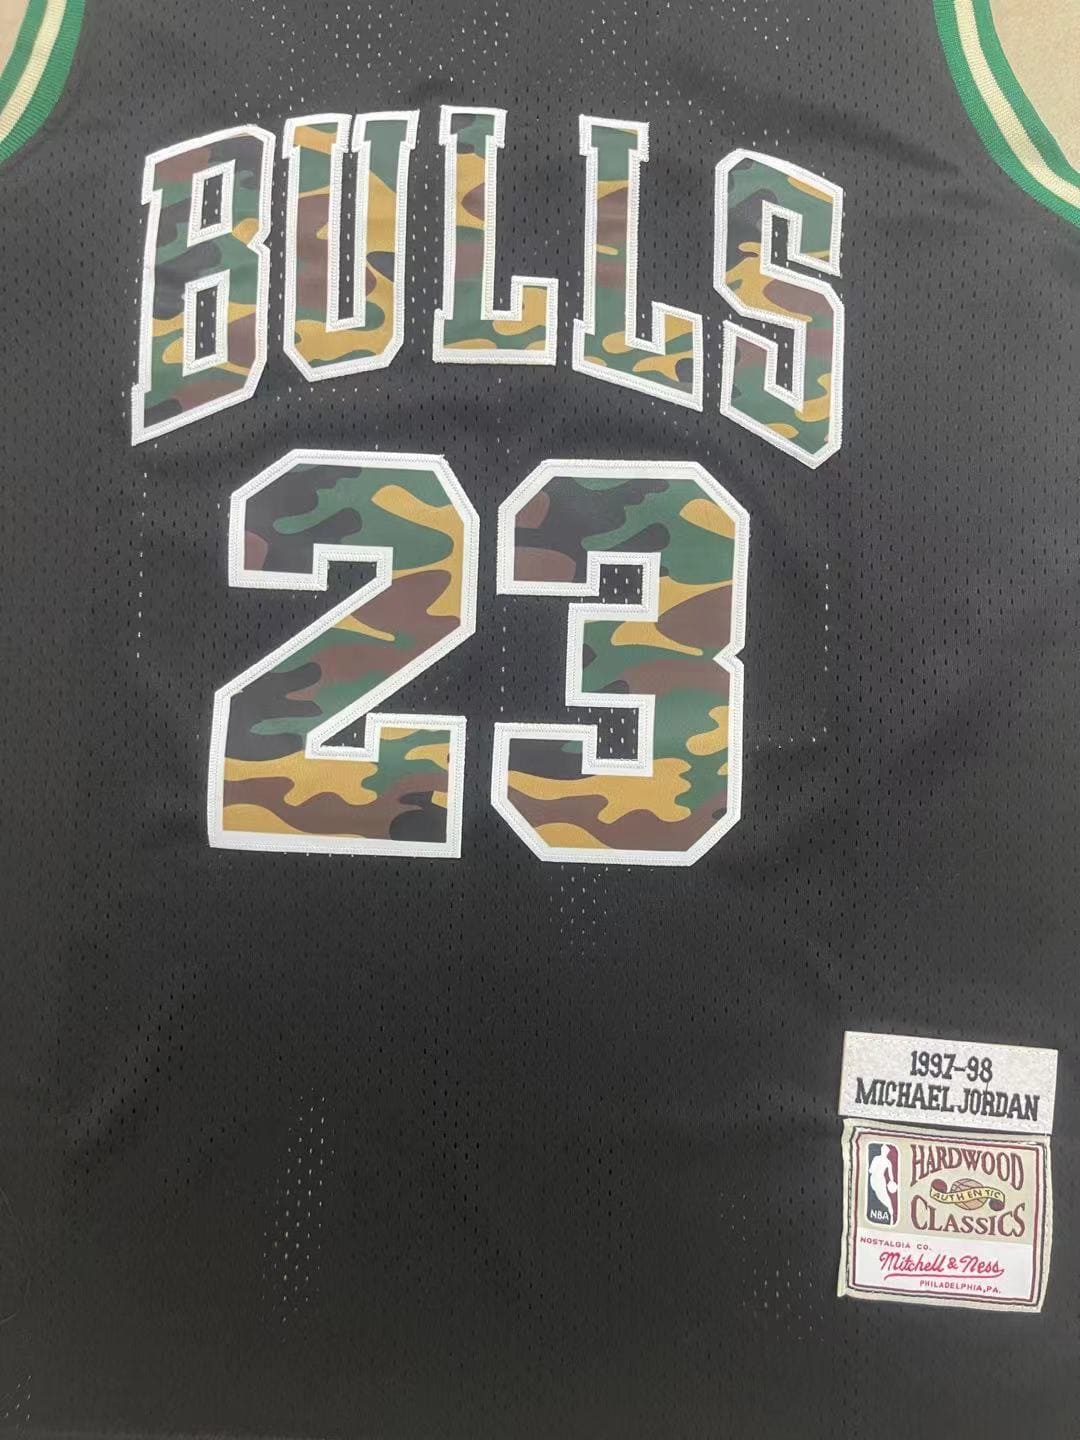 BULLS
23
1997-98
MICHAEL JORDAN
NBA
HARDWOOD
AUTHENTIC
CLASSICS
NOSTALGIA CO.
Mitchell & Ness
PHILADELPHIA, PA.